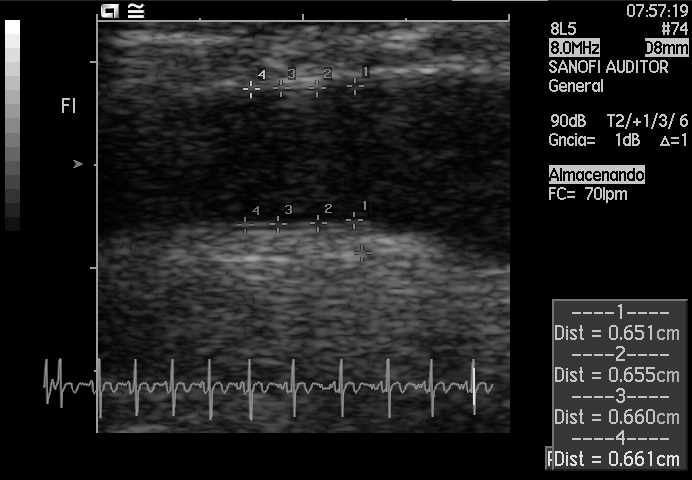 07:57:19
8L5 #74
8.0MHz D8mm
SANOFI AUDITOR
General
90dB T2/+1/3/ 6
Gncia= 1dB Δ=1
Almacenando
FC= 70lpm
FI
4 3 2 1
4 3 2 1
----1----
Dist = 0.651cm
----2----
Dist = 0.655cm
----3----
Dist = 0.660cm
----4----
Dist = 0.661cm